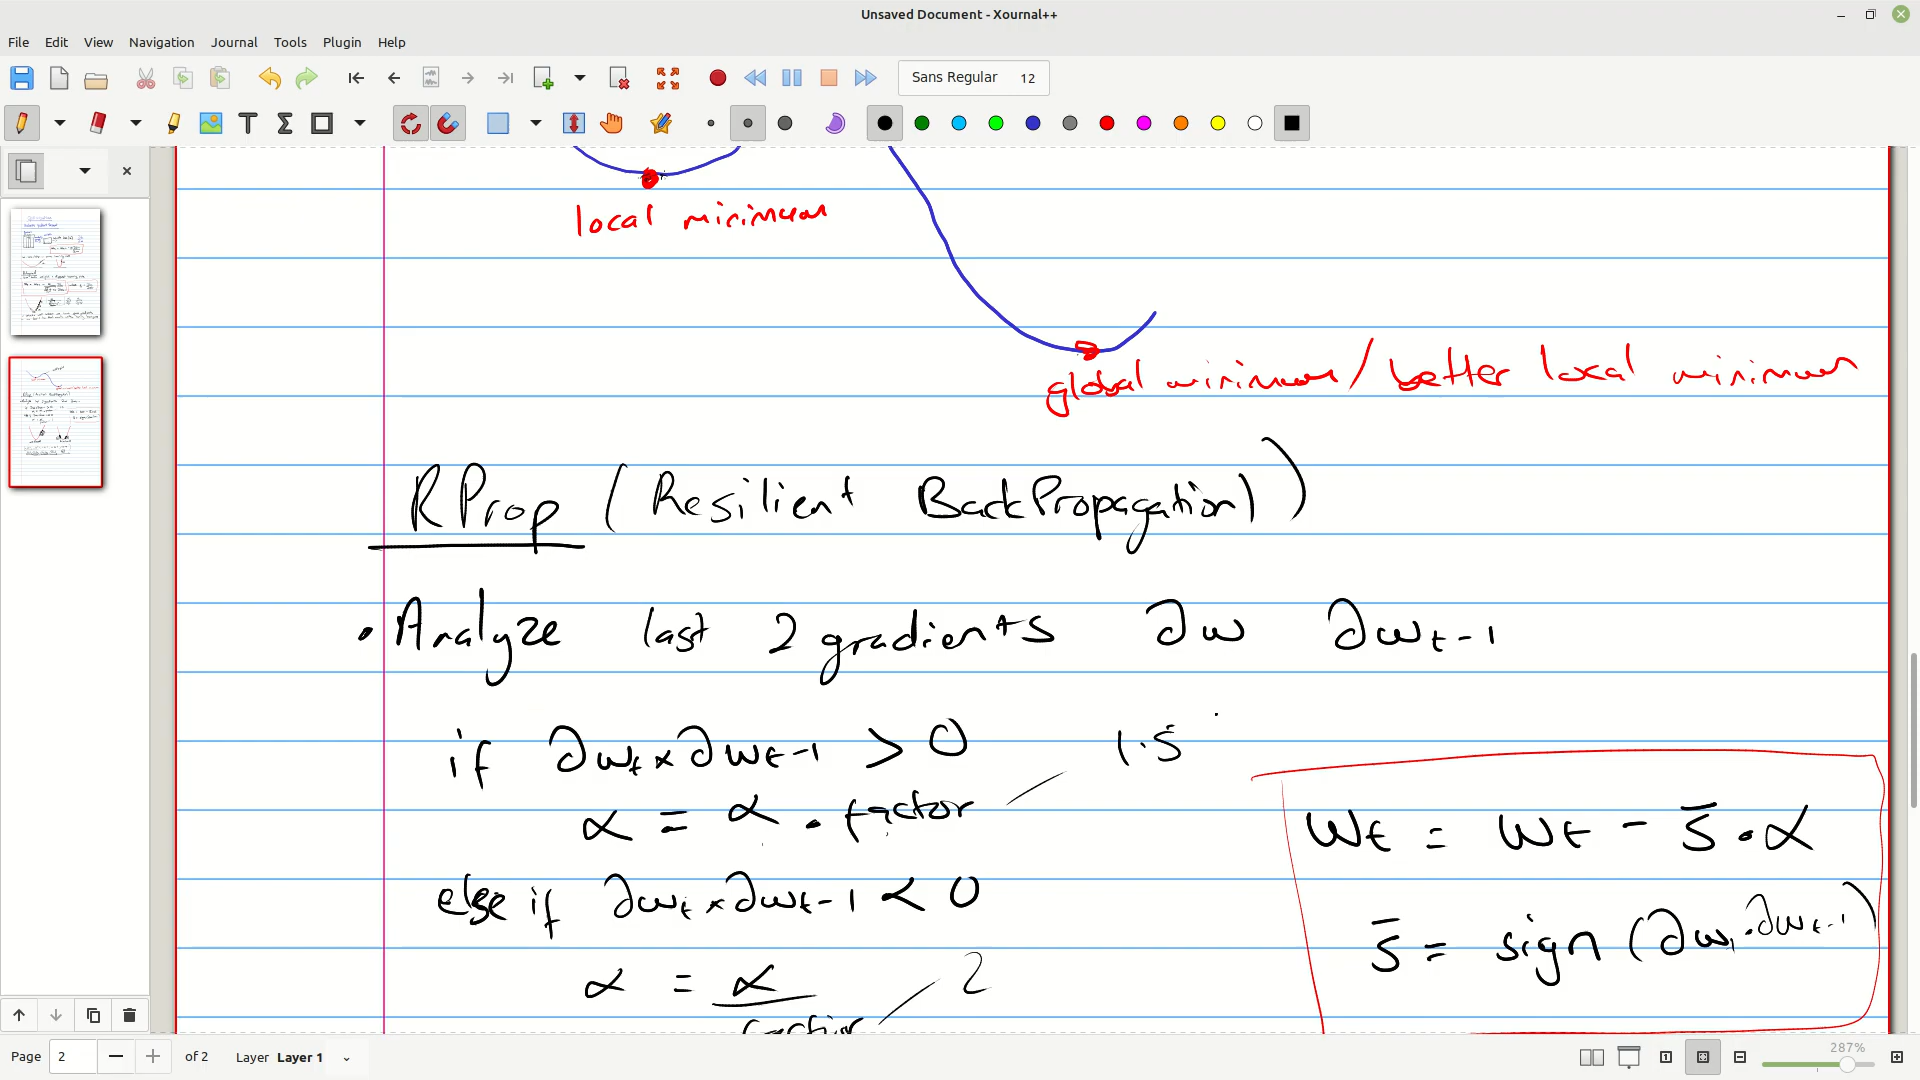 Unsaved Document - Xournal++
File Edit View Navigation Journal Tools Plugin Help
Sans Regular 12
local minimum
global minimum / better local minimum
RProp (Resilient BackPropagation))
• Analyze last 2 gradients ∂w ∂wt-1
if ∂wt × ∂wt-1 > 0 1.5
α = α • factor
wt = wt - s̄ • α
else if ∂wt × ∂wt-1 < 0
s̄ = sign (∂wt • ∂wt-1)
α = α 2
factor
Page 2 of 2 Layer Layer 1 287%